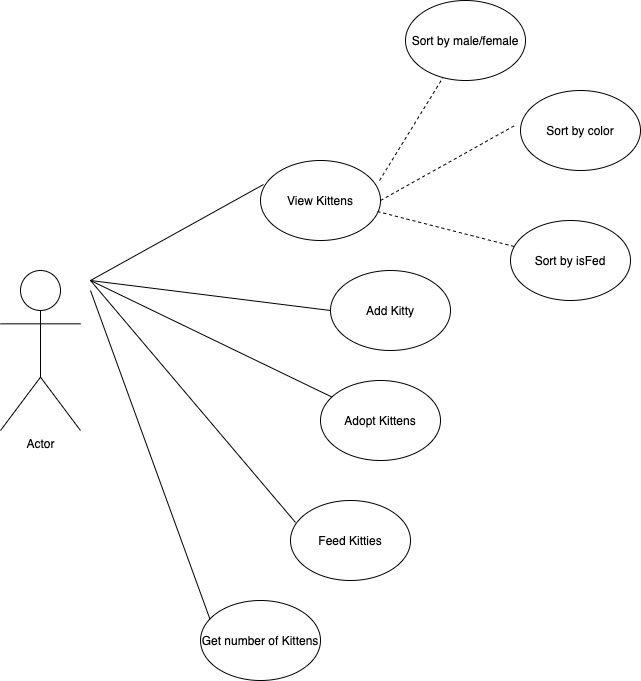 Sort by male/female
Sort by color
View Kittens
Sort by isFed
Add Kitty
Adopt Kittens
Actor
Feed Kitties
Get number of Kittens